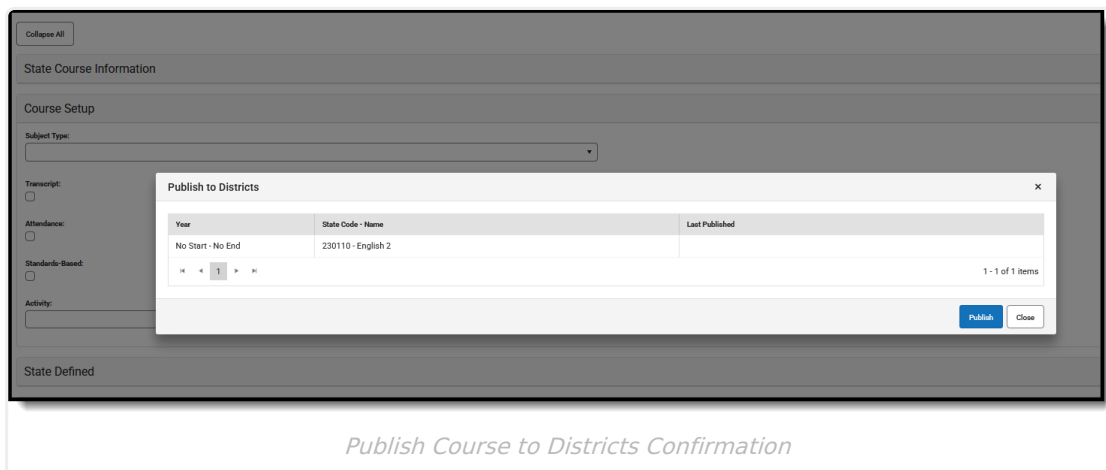 Collapse All
State Course Information
Course Setup
Subject Type:
Transcript:
Attendance:
Standards-Based:
Activity:
Publish to Districts ×
Year State Code - Name Last Published
No Start - No End 230110 - English 2
1 1 - 1 of 1 items
Publish Close
State Defined
Publish Course to Districts Confirmation